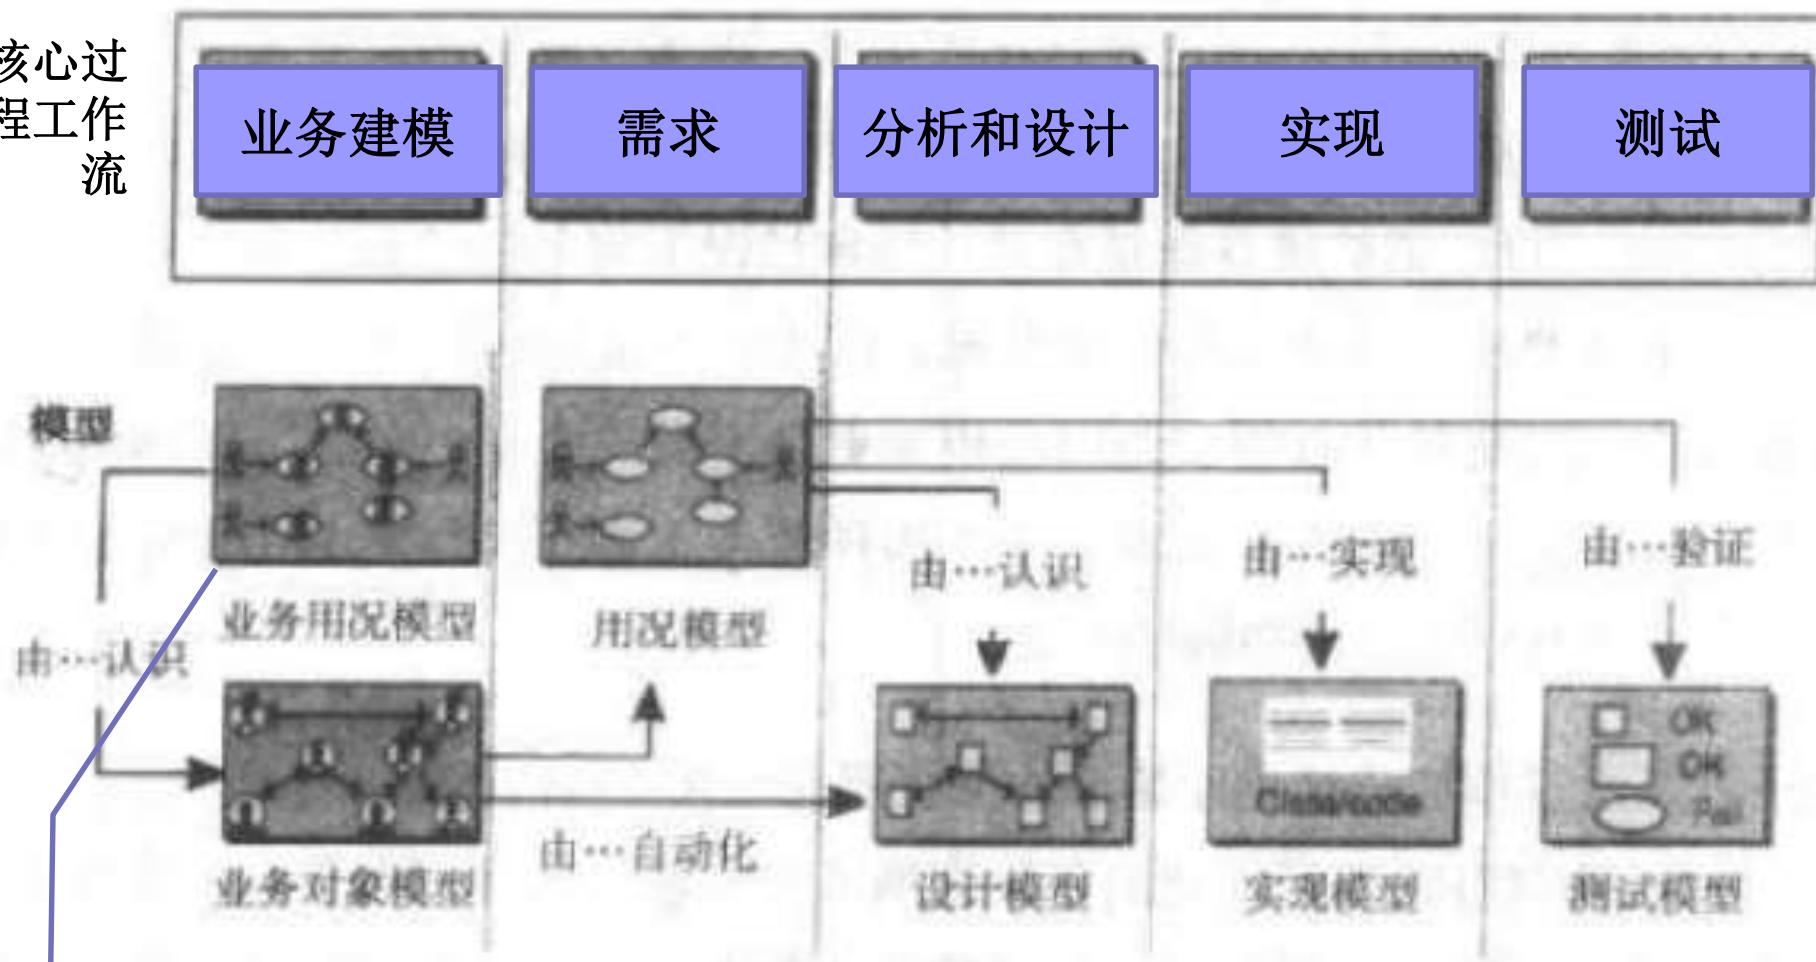 核心过
程工作
流
业务建模
需求
分析和设计
实现
测试
模型
业务用况模型
用况模型
由…认识
由…实现
由…验证
由…认识
业务对象模型
由…自动化
设计模型
Class/code
实现模型
OK
OK
Fail
测试模型